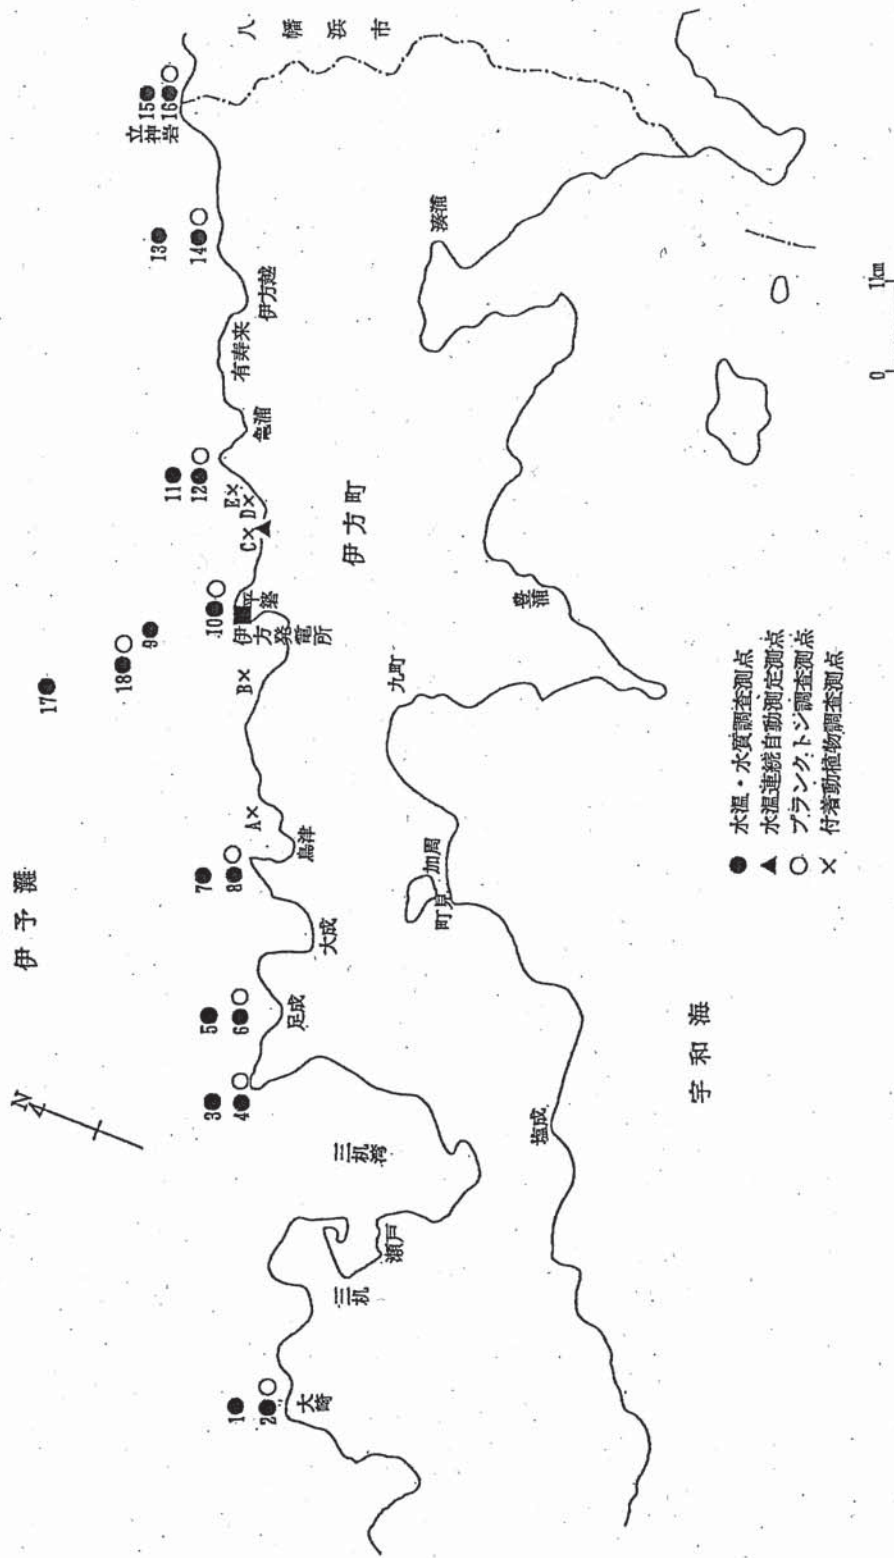 伊予灘
N
17
18
9
15
立神岩
16
13
14
11
12
10
7
8
5
6
3
4
1
2
A×
B×
C×
D×
E×
八幡浜市
伊方越
有寿来
亀浦
平磐
伊方発電所
鳥津
大成
足成
三机湾
瀬戸
三机
大崎
伊方町
湊浦
豊浦
九町
加周
町見
塩成
宇和海
● 水温・水質調査測点
▲ 水温連続自動測定測点
○ プランクトン調査測点
× 付着動植物調査測点
0
1km